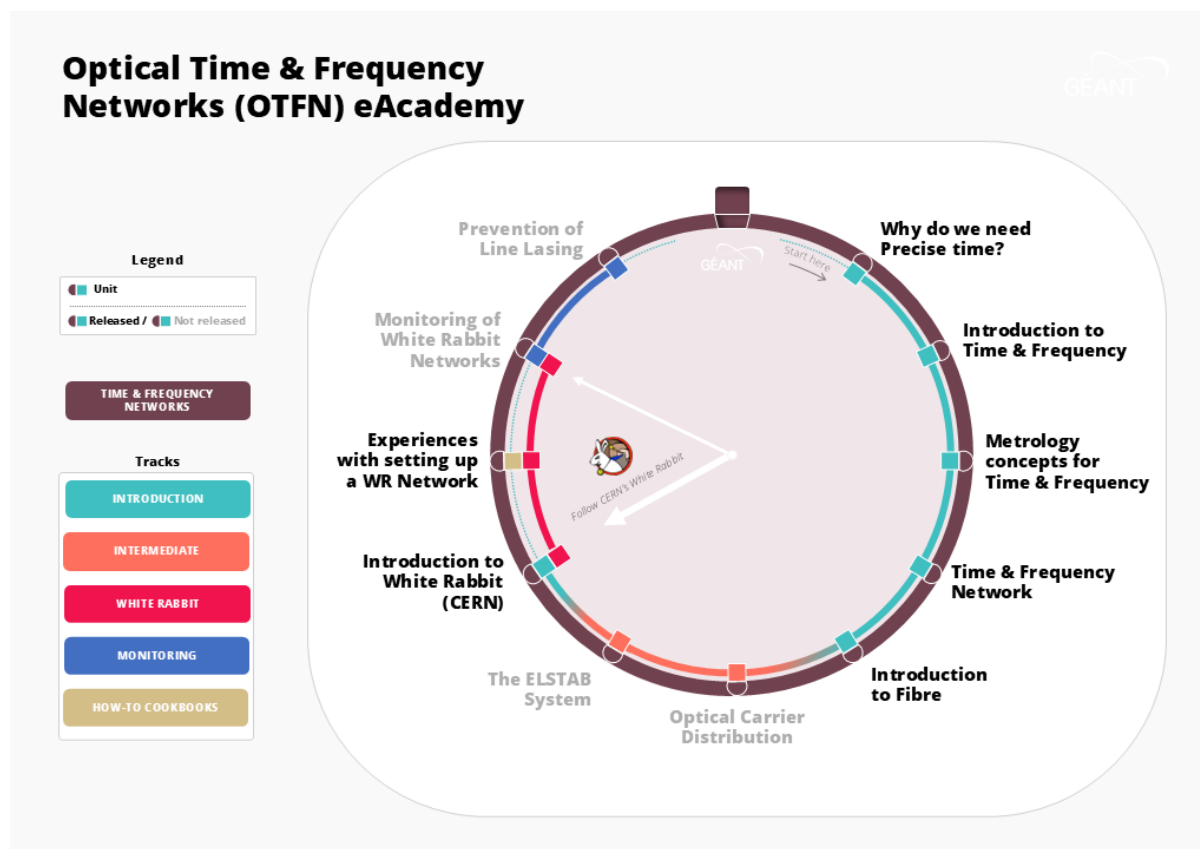 Optical Time & Frequency
Networks (OTFN) eAcademy
GÉANT
Legend
Unit
Released / Not released
TIME & FREQUENCY
NETWORKS
Tracks
INTRODUCTION
INTERMEDIATE
WHITE RABBIT
MONITORING
HOW-TO COOKBOOKS
GÉANT
Start here
Why do we need
Precise time?
Introduction to
Time & Frequency
Metrology
concepts for
Time & Frequency
Time & Frequency
Network
Introduction
to Fibre
Optical Carrier
Distribution
The ELSTAB
System
Introduction to
White Rabbit
(CERN)
Experiences
with setting up
a WR Network
Monitoring of
White Rabbit
Networks
Prevention of
Line Lasing
Follow CERN's White Rabbit